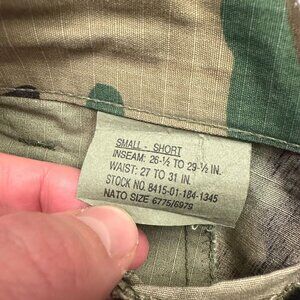 SMALL - SHORT
INSEAM: 26-½ TO 29-½ IN.
WAIST: 27 TO 31 IN.
STOCK NO. 8415-01-184-1345
NATO SIZE 6775/6979